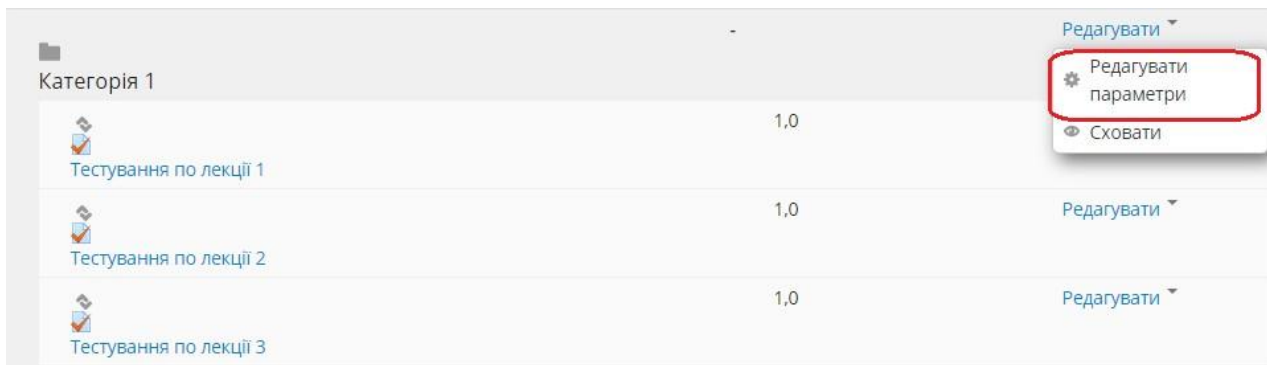 - Редагувати
Категорія 1
Редагувати
параметри
Сховати
1,0
Тестування по лекції 1
1,0 Редагувати
Тестування по лекції 2
1,0 Редагувати
Тестування по лекції 3